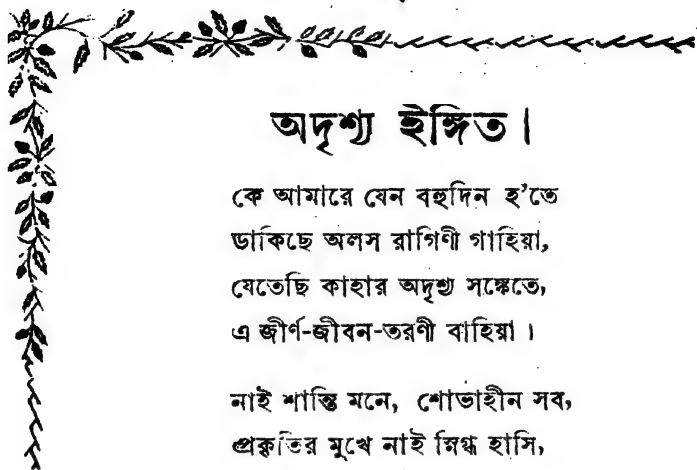 অদৃশ্য ইঙ্গিত।
কে আমারে যেন বহুদিন হ’তে
ডাকিছে অলস রাগিণী গাহিয়া,
যেতেছি কাহার অদৃশ্য সঙ্কেতে,
এ জীর্ণ-জীবন-তরণী বাহিয়া।
নাই শান্তি মনে, শোভাহীন সব,
প্রকৃতির মুখে নাই স্নিগ্ধ হাসি,